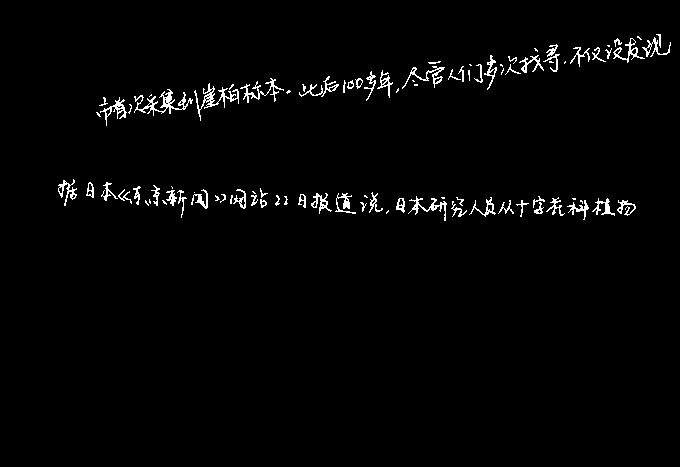 市首次采集到崖柏标本。此后100多年,尽管人们多次找寻,不仅没发现
据日本《东京新闻》网站22日报道说,日本研究人员从十字花科植物